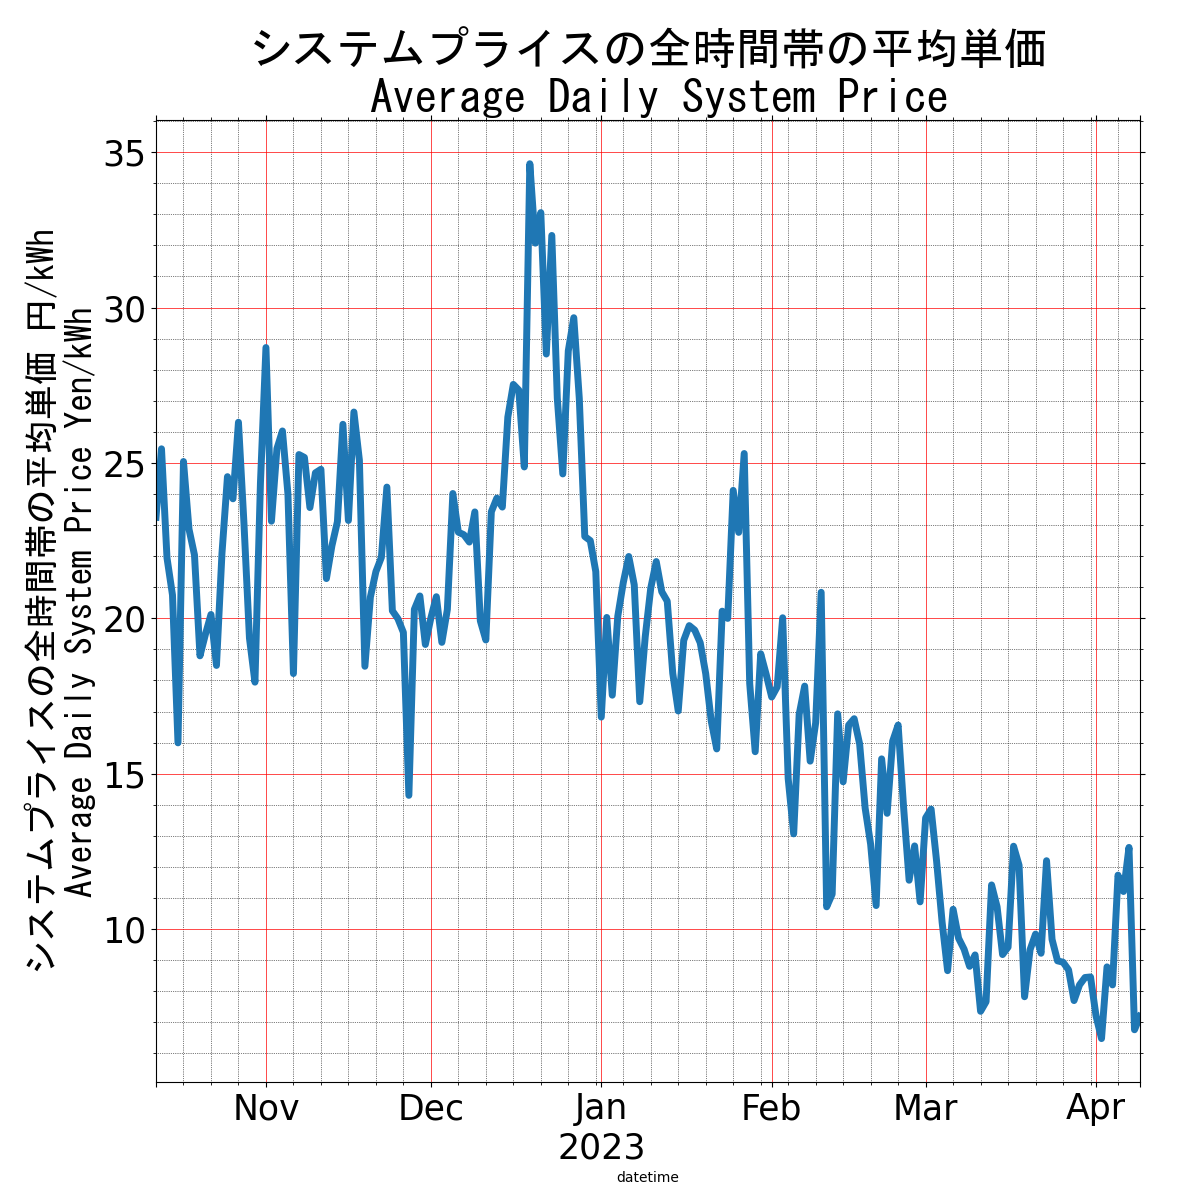 システムプライスの全時間帯の平均単価
Average Daily System Price
システムプライスの全時間帯の平均単価 円/kWh
Average Daily System Price Yen/kWh
35
30
25
20
15
10
Nov
Dec
Jan
2023
Feb
Mar
Apr
datetime